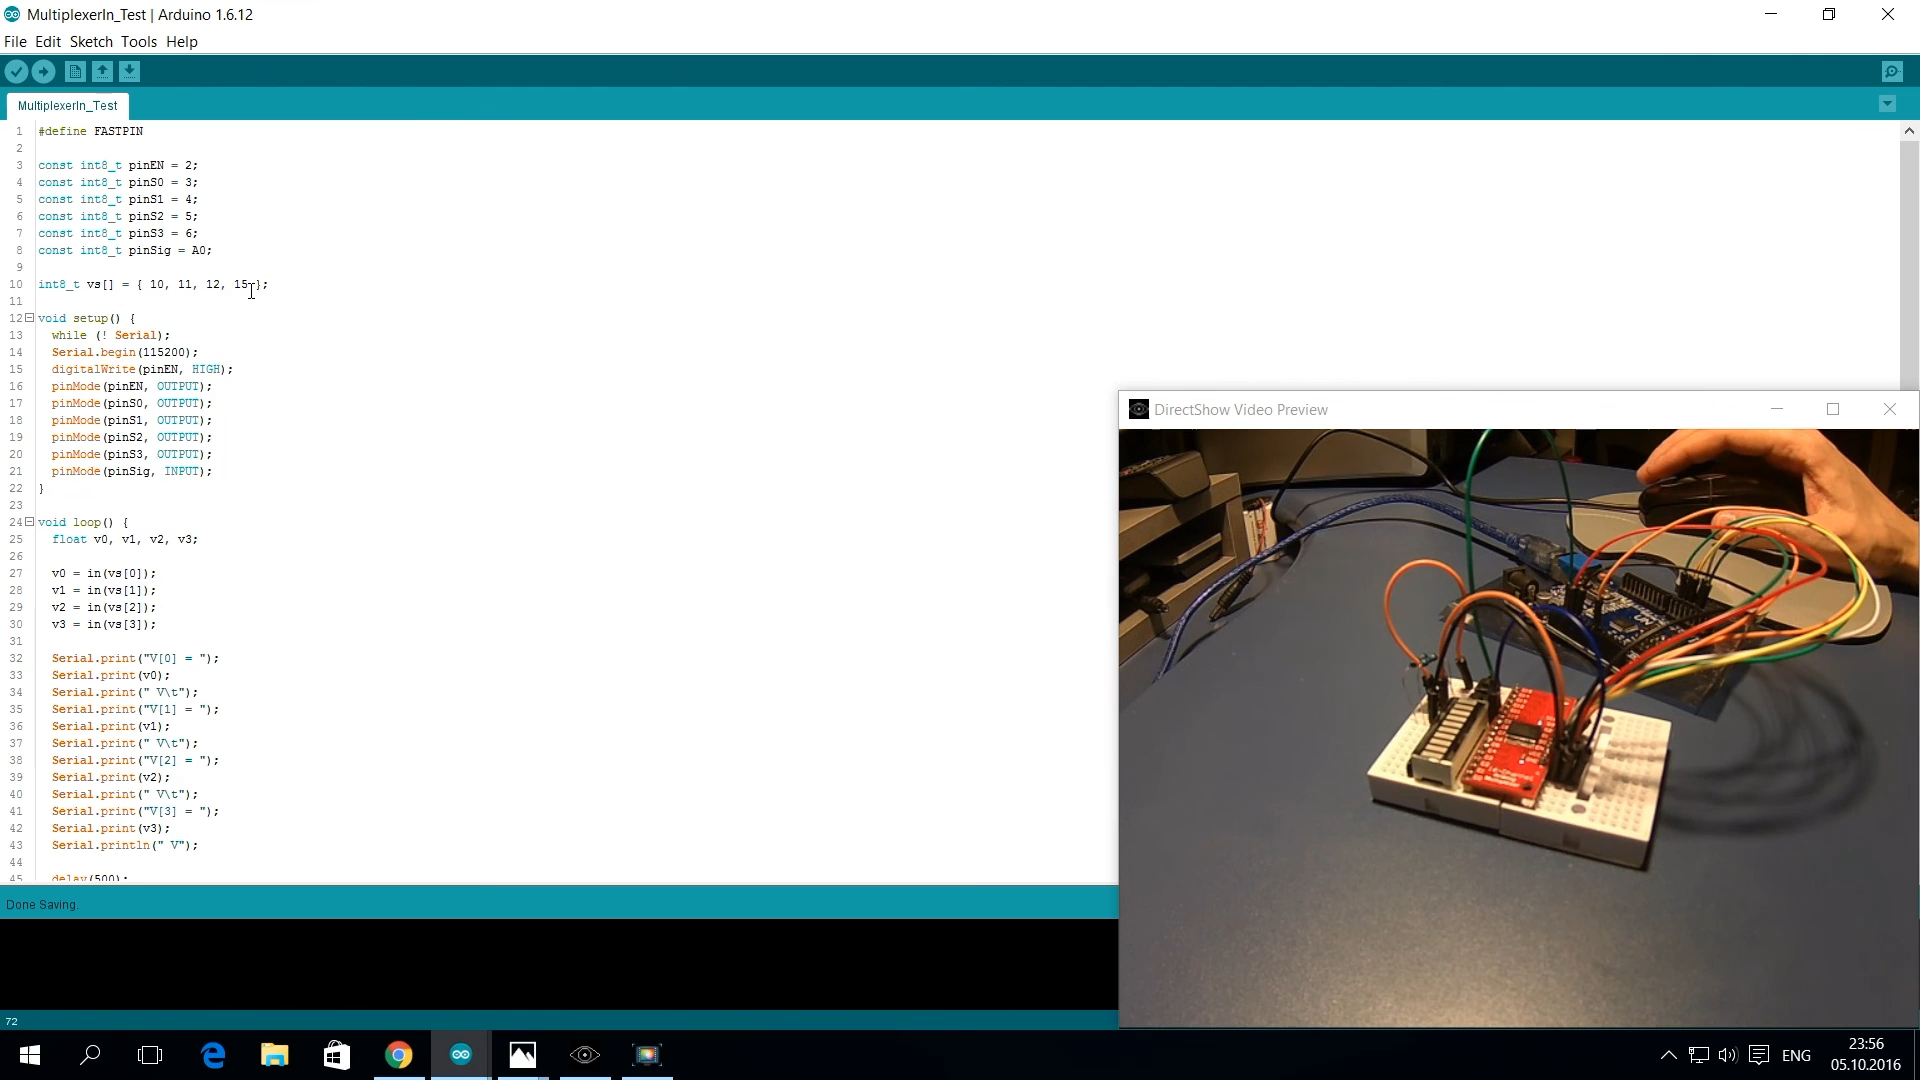 MultiplexerIn_Test | Arduino 1.6.12
File Edit Sketch Tools Help
MultiplexerIn_Test
1 #define FASTPIN
2
3 const int8_t pinEN = 2;
4 const int8_t pinS0 = 3;
5 const int8_t pinS1 = 4;
6 const int8_t pinS2 = 5;
7 const int8_t pinS3 = 6;
8 const int8_t pinSig = A0;
9
10 int8_t vs[] = { 10, 11, 12, 15 };
11
12 void setup() {
13 while (! Serial);
14 Serial.begin(115200);
15 digitalWrite(pinEN, HIGH);
16 pinMode(pinEN, OUTPUT);
17 pinMode(pinS0, OUTPUT);
18 pinMode(pinS1, OUTPUT);
19 pinMode(pinS2, OUTPUT);
20 pinMode(pinS3, OUTPUT);
21 pinMode(pinSig, INPUT);
22 }
23
24 void loop() {
25 float v0, v1, v2, v3;
26
27 v0 = in(vs[0]);
28 v1 = in(vs[1]);
29 v2 = in(vs[2]);
30 v3 = in(vs[3]);
31
32 Serial.print("V[0] = ");
33 Serial.print(v0);
34 Serial.print(" V\t");
35 Serial.print("V[1] = ");
36 Serial.print(v1);
37 Serial.print(" V\t");
38 Serial.print("V[2] = ");
39 Serial.print(v2);
40 Serial.print(" V\t");
41 Serial.print("V[3] = ");
42 Serial.print(v3);
43 Serial.println(" V");
44
45 delay(500);
DirectShow Video Preview
Done Saving.
72
ENG
23:56
05.10.2016